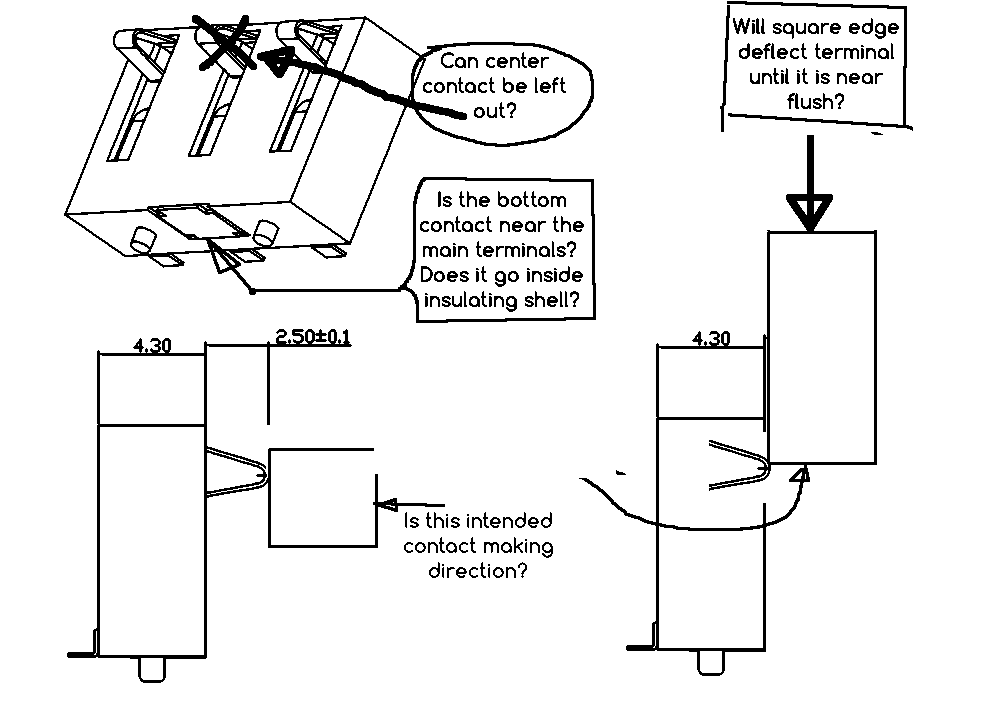 Can center
contact be left
out?
Will square edge
deflect terminal
until it is near
flush?
Is the bottom
contact near the
main terminals?
Does it go inside
insulating shell?
4.30
2.50±0.1
4.30
Is this intended
contact making
direction?